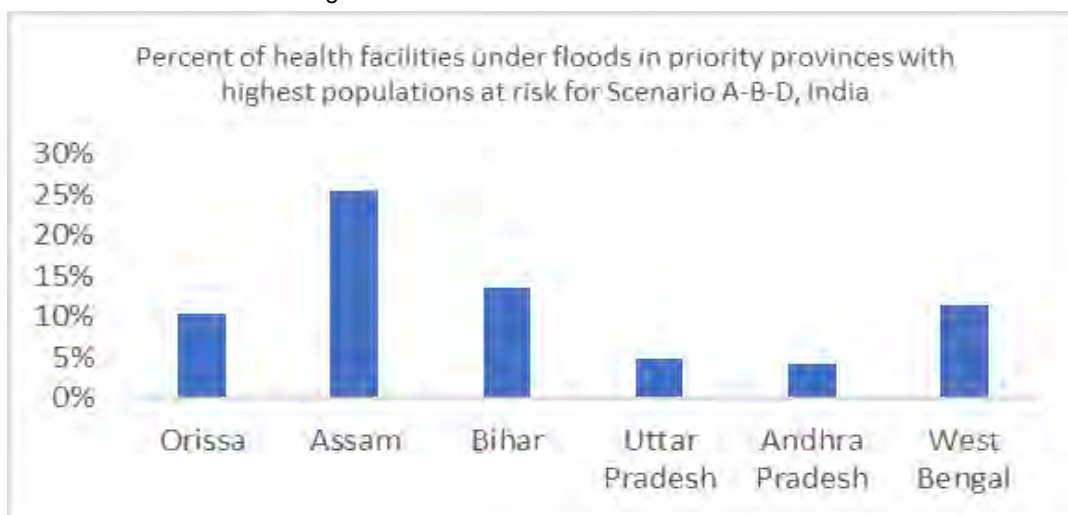 Percent of health facilities under floods in priority provinces with
highest populations at risk for Scenario A-B-D, India
30%
25%
20%
15%
10%
5%
0%
Orissa
Assam
Bihar
Uttar
Pradesh
Andhra
Pradesh
West
Bengal